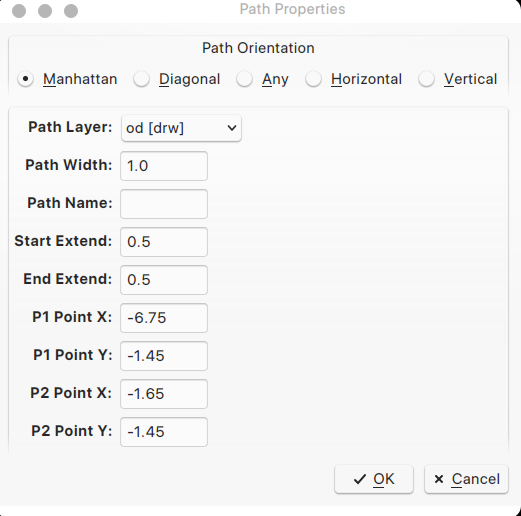 Path Properties
Path Orientation
Manhattan Diagonal Any Horizontal Vertical
Path Layer: od [drw]
Path Width: 1.0
Path Name:
Start Extend: 0.5
End Extend: 0.5
P1 Point X: -6.75
P1 Point Y: -1.45
P2 Point X: -1.65
P2 Point Y: -1.45
OK Cancel